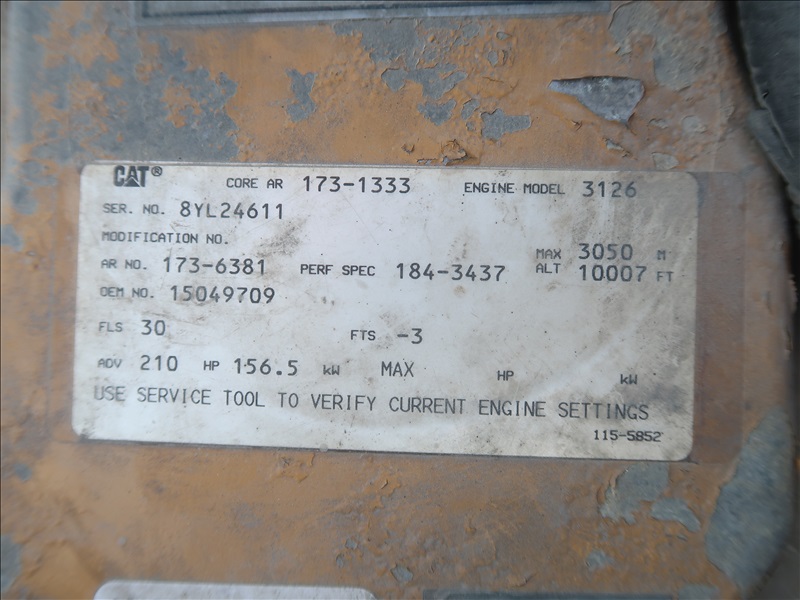 CAT® CORE AR 173-1333 ENGINE MODEL 3126
SER. NO. 8YL24611
MODIFICATION NO.
AR NO. 173-6381 PERF SPEC 184-3437 MAX 3050 M
ALT 10007 FT
OEM NO. 15049709
FLS 30 FTS -3
ADV 210 HP 156.5 kW MAX HP kW
USE SERVICE TOOL TO VERIFY CURRENT ENGINE SETTINGS
115-5852